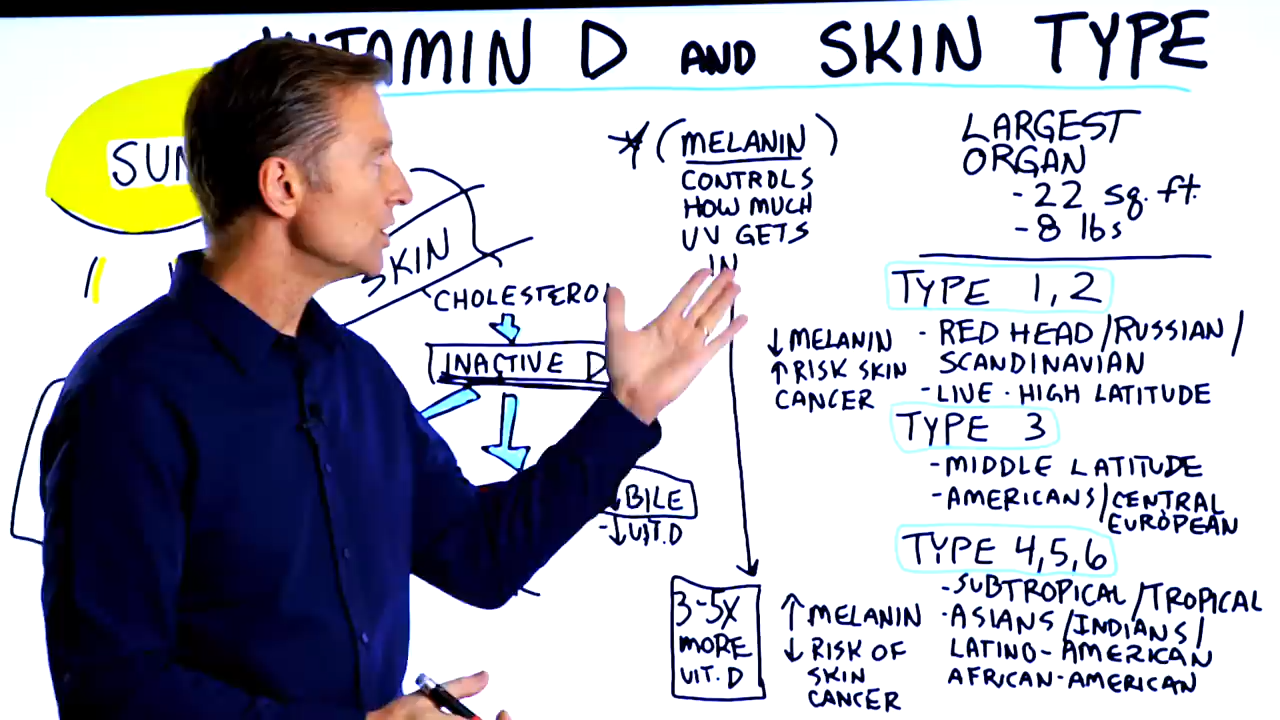 VITAMIN D AND SKIN TYPE
SUN
SKIN
CHOLESTEROL
INACTIVE D
↓ BILE
- ↓ VIT. D
(MELANIN)
CONTROLS
HOW MUCH
UV GETS
IN
3-5X
MORE
VIT. D
LARGEST
ORGAN
- 22 sq. ft.
- 8 lbs
TYPE 1, 2
↓ MELANIN
↑ RISK SKIN
CANCER
- RED HEAD/RUSSIAN/
SCANDINAVIAN
- LIVE · HIGH LATITUDE
TYPE 3
- MIDDLE LATITUDE
- AMERICANS/CENTRAL
EUROPEAN
TYPE 4,5,6
↑ MELANIN
↓ RISK OF
SKIN
CANCER
- SUBTROPICAL/TROPICAL
· ASIANS/INDIANS/
LATINO-AMERICAN
AFRICAN-AMERICAN